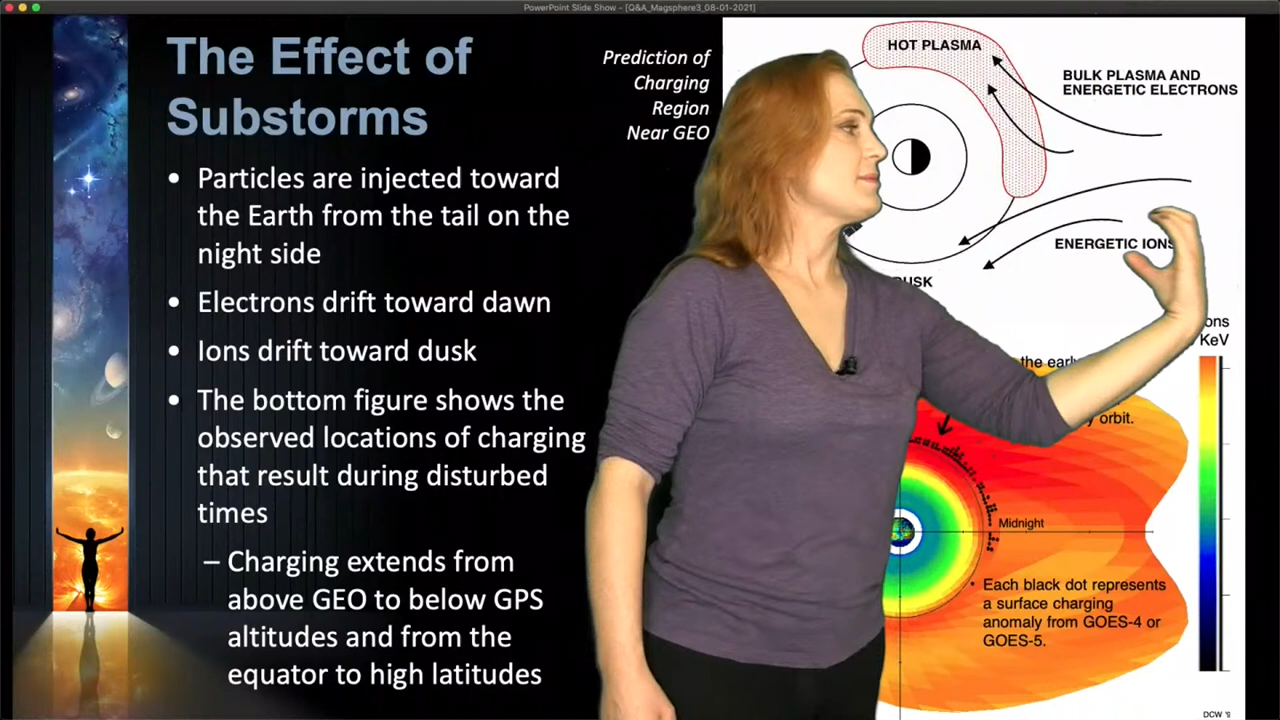 PowerPoint Slide Show - [Q&A_Magsphere3_08-01-2021]
The Effect of
Substorms
• Particles are injected toward
the Earth from the tail on the
night side
• Electrons drift toward dawn
• Ions drift toward dusk
• The bottom figure shows the
observed locations of charging
that result during disturbed
times
– Charging extends from
above GEO to below GPS
altitudes and from the
equator to high latitudes
Prediction of
Charging
Region
Near GEO
HOT PLASMA
BULK PLASMA AND
ENERGETIC ELECTRONS
ENERGETIC IONS
USK
ons
KeV
the early
orbit.
Midnight
• Each black dot represents
a surface charging
anomaly from GOES-4 or
GOES-5.
DCW